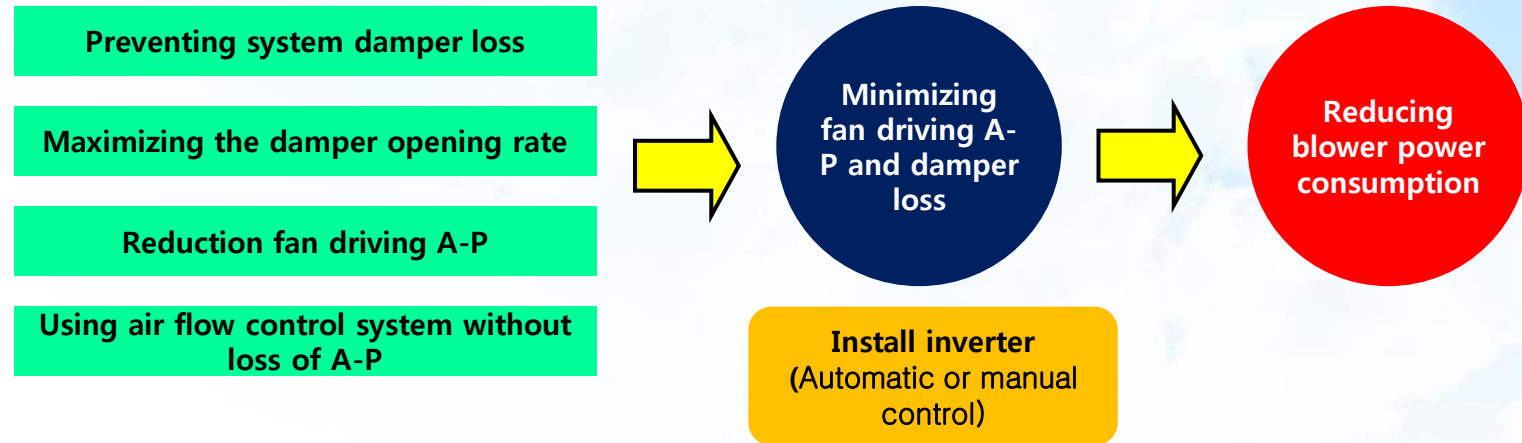 Preventing system damper loss
Maximizing the damper opening rate
Reduction fan driving A-P
Using air flow control system without
loss of A-P
Minimizing
fan driving A-
P and damper
loss
Install inverter
(Automatic or manual
control)
Reducing
blower power
consumption